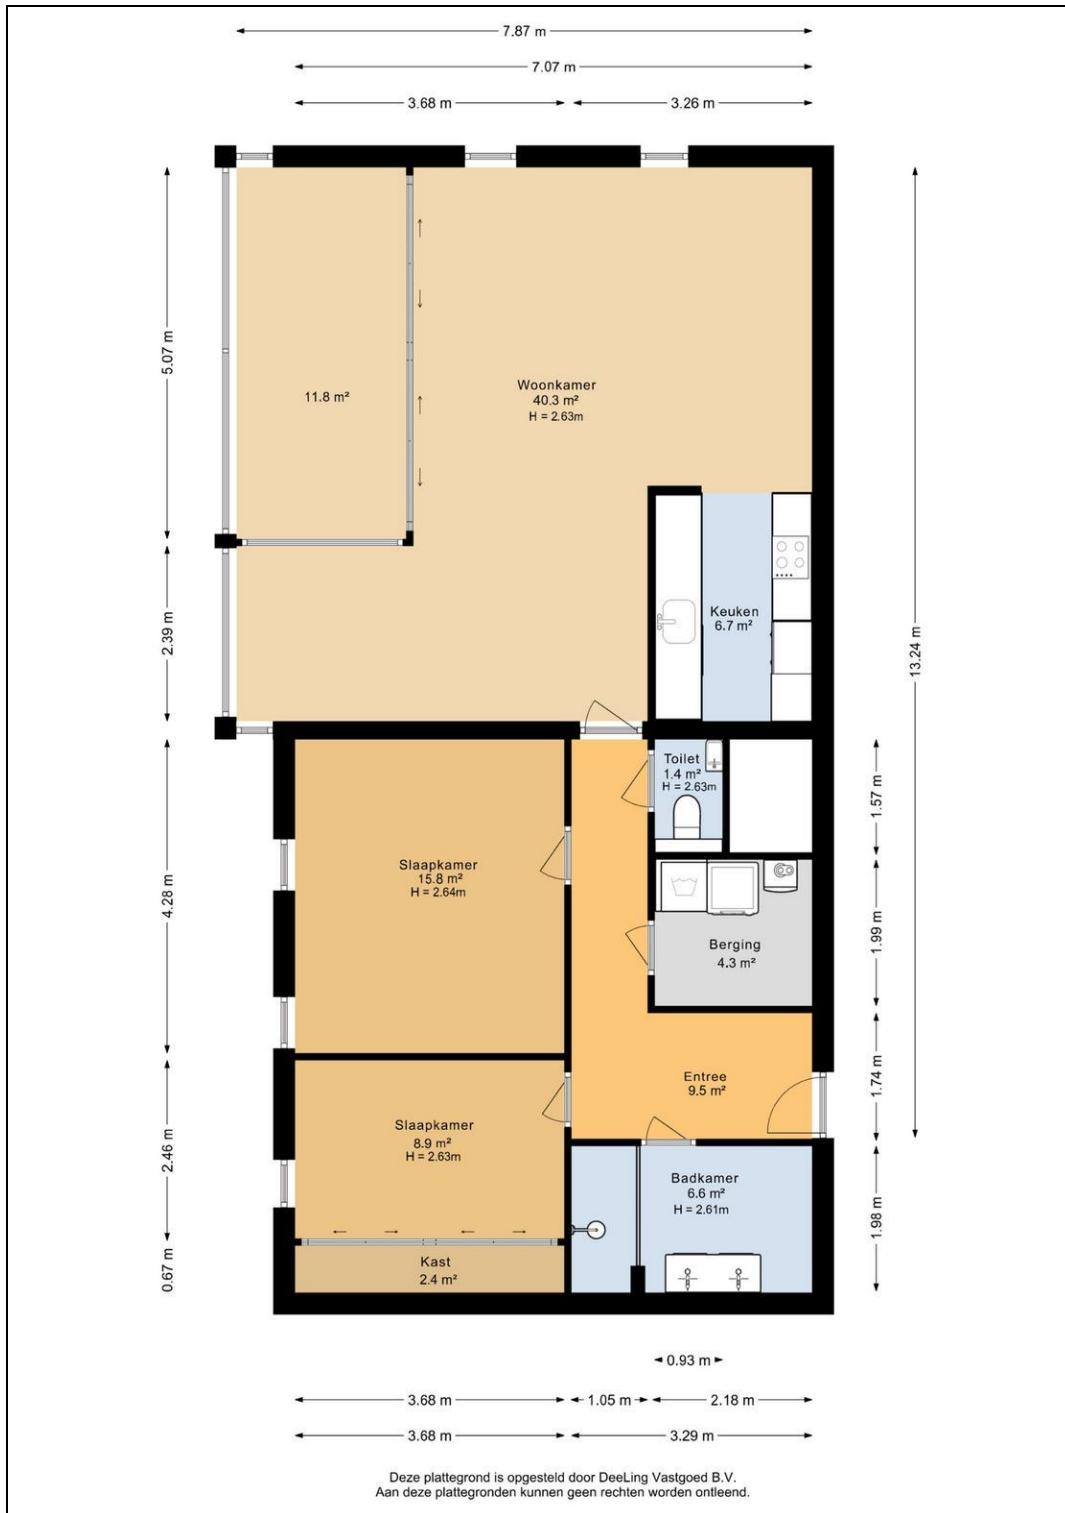 7.87 m
7.07 m
3.68 m
3.26 m
5.07 m
2.39 m
4.28 m
2.46 m
0.67 m
13.24 m
1.57 m
1.99 m
1.74 m
1.98 m
11.8 m²
Woonkamer
40.3 m²
H = 2.63m
Keuken
6.7 m²
Toilet
1.4 m²
H = 2.63m
Slaapkamer
15.8 m²
H = 2.64m
Berging
4.3 m²
Entree
9.5 m²
Slaapkamer
8.9 m²
H = 2.63m
Badkamer
6.6 m²
H = 2.61m
Kast
2.4 m²
0.93 m
3.68 m
1.05 m
2.18 m
3.68 m
3.29 m
Deze plattegrond is opgesteld door DeeLing Vastgoed B.V.
Aan deze plattegronden kunnen geen rechten worden ontleend.